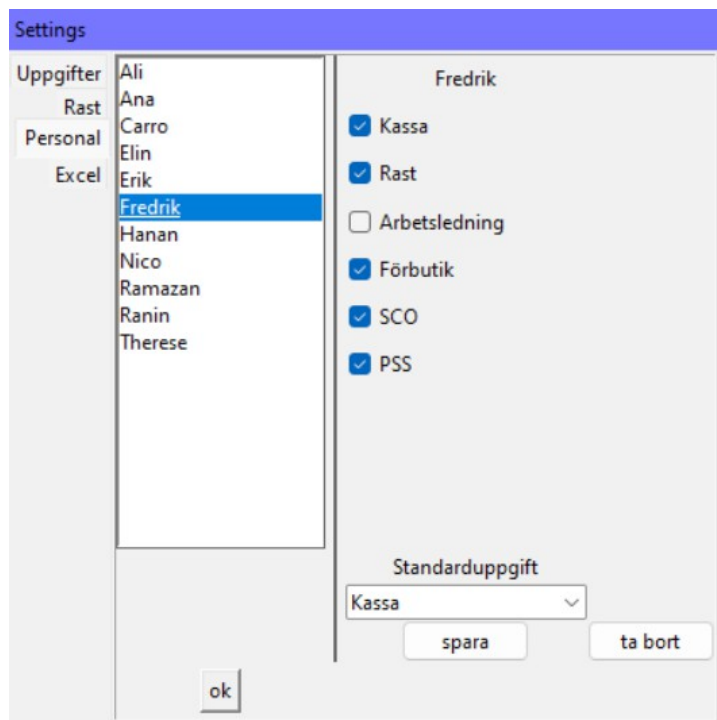 Settings
Uppgifter
Rast
Personal
Excel
Ali
Ana
Carro
Elin
Erik
Fredrik
Hanan
Nico
Ramazan
Ranin
Therese
Fredrik
Kassa
Rast
Arbetsledning
Förbutik
SCO
PSS
Standarduppgift
Kassa
spara
ta bort
ok